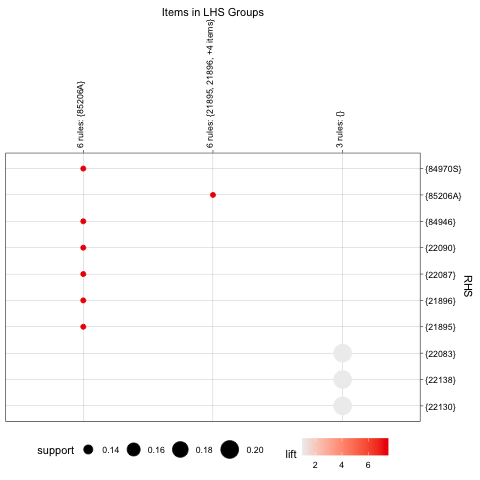 Items in LHS Groups
6 rules: {85206A}
6 rules: {21895, 21896, +4 items}
3 rules: {}
{84970S}
{85206A}
{84946}
{22090}
{22087}
{21896}
{21895}
{22083}
{22138}
{22130}
RHS
support 0.14 0.16 0.18 0.20
lift 2 4 6